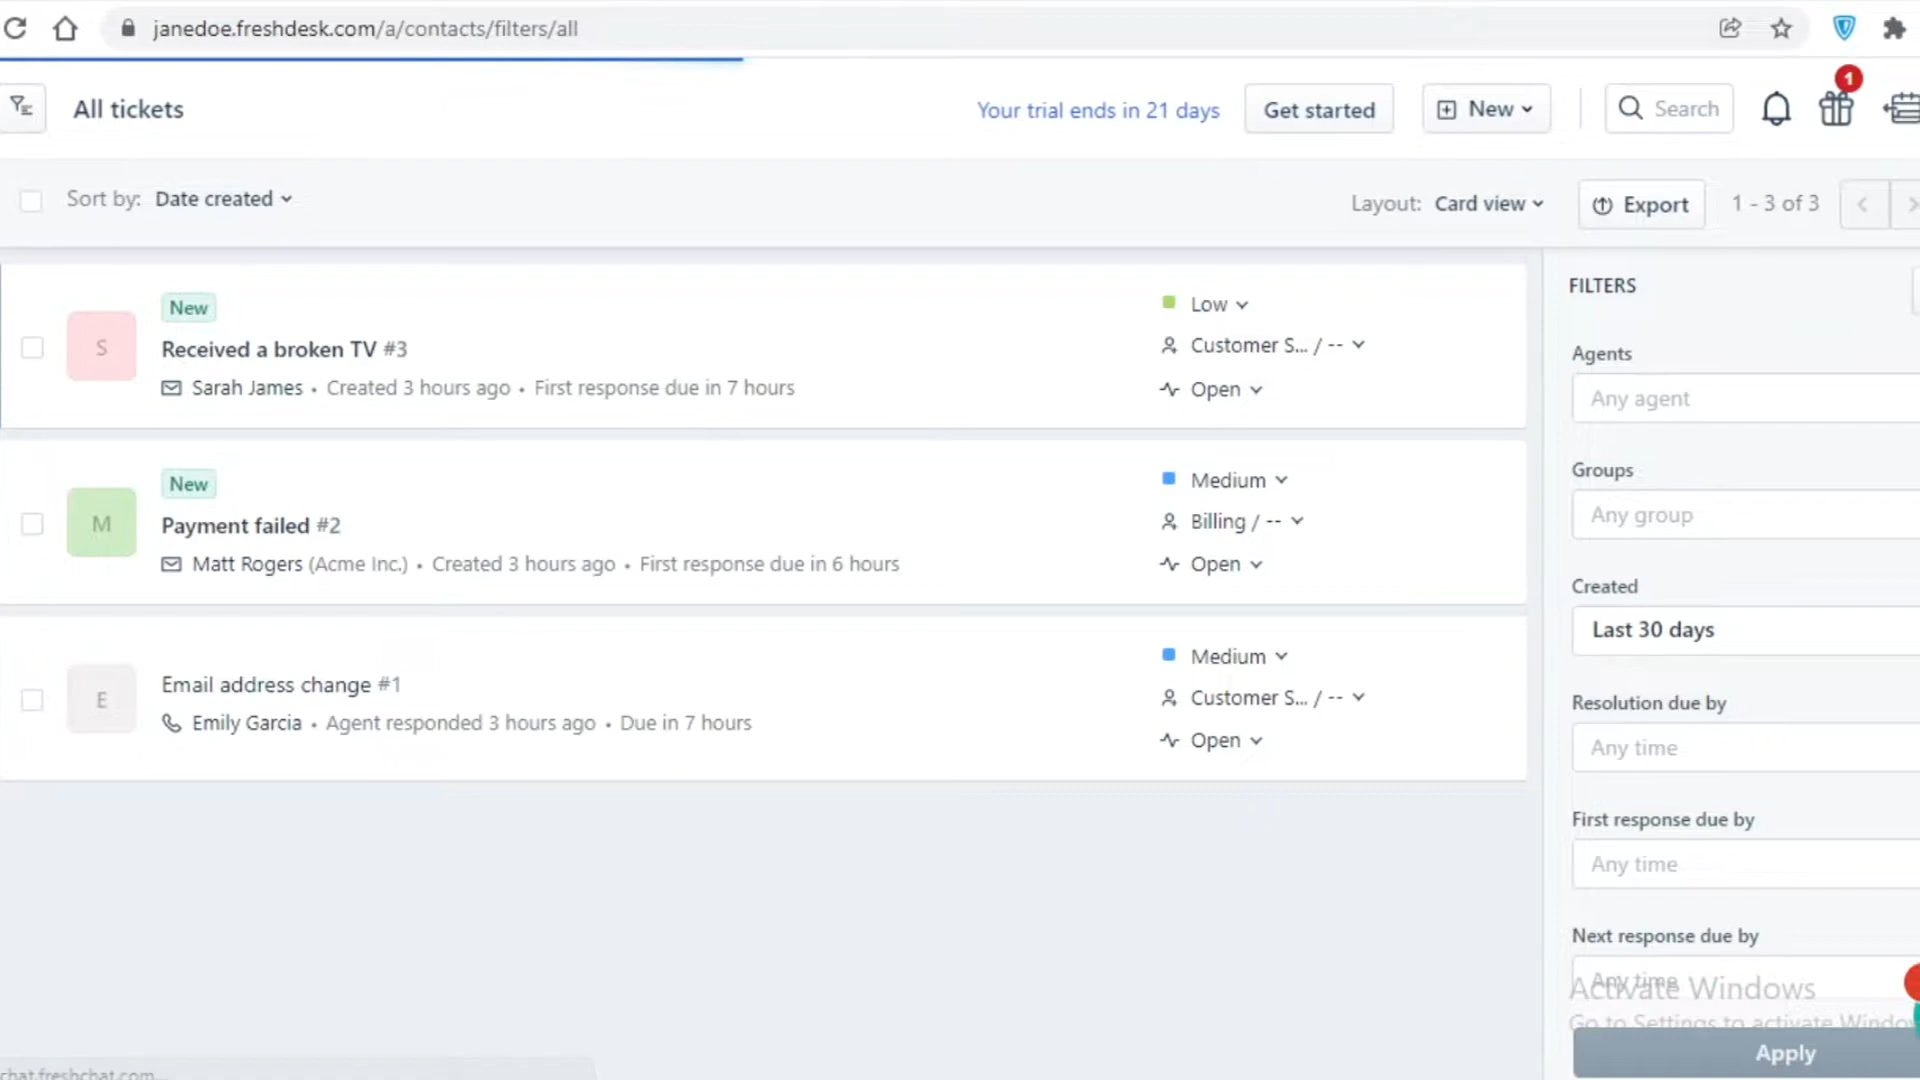 janedoe.freshdesk.com/a/contacts/filters/all
1
All tickets
Your trial ends in 21 days
Get started
New
Search
Sort by: Date created
Layout: Card view
Export
1 - 3 of 3
New
S
Received a broken TV #3
Sarah James • Created 3 hours ago • First response due in 7 hours
Low
Customer S... / --
Open
New
M
Payment failed #2
Matt Rogers (Acme Inc.) • Created 3 hours ago • First response due in 6 hours
Medium
Billing / --
Open
E
Email address change #1
Emily Garcia • Agent responded 3 hours ago • Due in 7 hours
Medium
Customer S... / --
Open
FILTERS
Agents
Any agent
Groups
Any group
Created
Last 30 days
Resolution due by
Any time
First response due by
Any time
Next response due by
Any time
Activate Windows
Go to Settings to activate Windo
Apply
chat.freshchat.com...